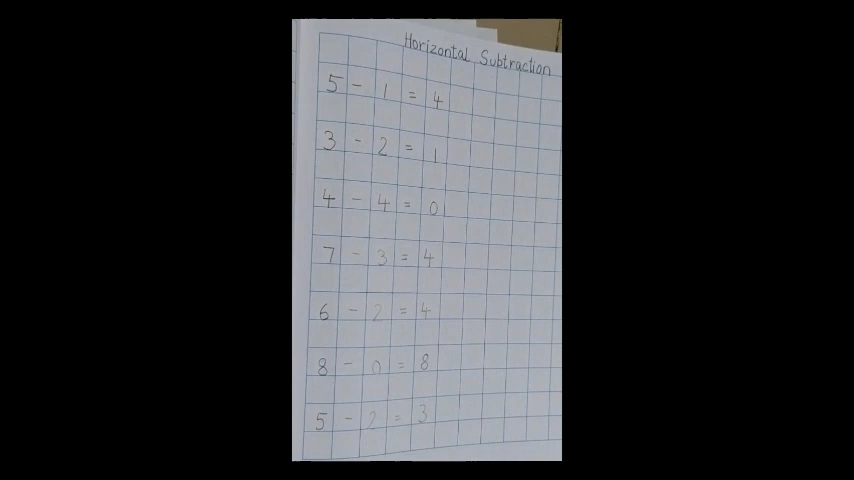 Horizontal Subtraction
5 - 1 = 4
3 - 2 = 1
4 - 4 = 0
7 - 3 = 4
6 - 2 = 4
8 - 0 = 8
5 - 2 = 3